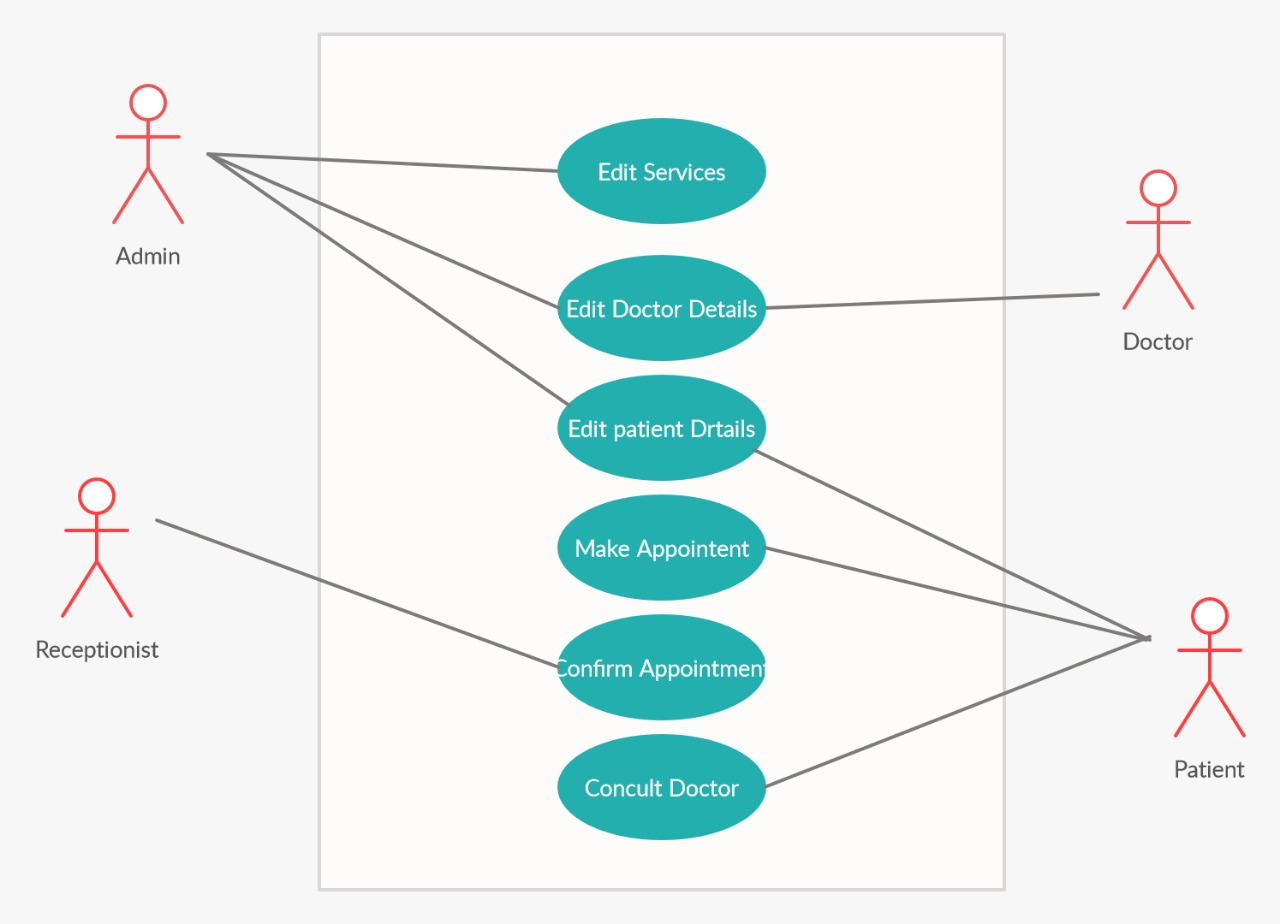 Edit Services
Admin
Edit Doctor Details
Doctor
Edit patient Drtails
Make Appointent
Receptionist
Confirm Appointment
Patient
Concult Doctor